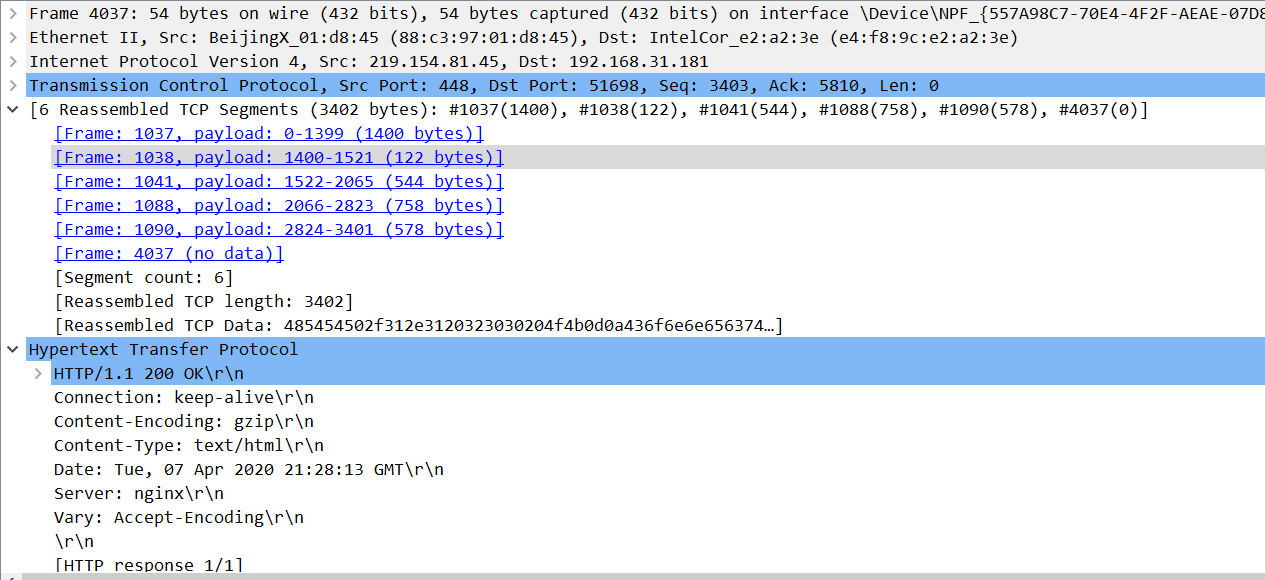 Frame 4037: 54 bytes on wire (432 bits), 54 bytes captured (432 bits) on interface \Device\NPF_{557A98C7-70E4-4F2F-AEAE-07D8
Ethernet II, Src: BeijingX_01:d8:45 (88:c3:97:01:d8:45), Dst: IntelCor_e2:a2:3e (e4:f8:9c:e2:a2:3e)
Internet Protocol Version 4, Src: 219.154.81.45, Dst: 192.168.31.181
Transmission Control Protocol, Src Port: 448, Dst Port: 51698, Seq: 3403, Ack: 5810, Len: 0
[6 Reassembled TCP Segments (3402 bytes): #1037(1400), #1038(122), #1041(544), #1088(758), #1090(578), #4037(0)]
[Frame: 1037, payload: 0-1399 (1400 bytes)]
[Frame: 1038, payload: 1400-1521 (122 bytes)]
[Frame: 1041, payload: 1522-2065 (544 bytes)]
[Frame: 1088, payload: 2066-2823 (758 bytes)]
[Frame: 1090, payload: 2824-3401 (578 bytes)]
[Frame: 4037 (no data)]
[Segment count: 6]
[Reassembled TCP length: 3402]
[Reassembled TCP Data: 485454502f312e3120323030204f4b0d0a436f6e6e656374…]
Hypertext Transfer Protocol
HTTP/1.1 200 OK\r\n
Connection: keep-alive\r\n
Content-Encoding: gzip\r\n
Content-Type: text/html\r\n
Date: Tue, 07 Apr 2020 21:28:13 GMT\r\n
Server: nginx\r\n
Vary: Accept-Encoding\r\n
\r\n
[HTTP response 1/1]